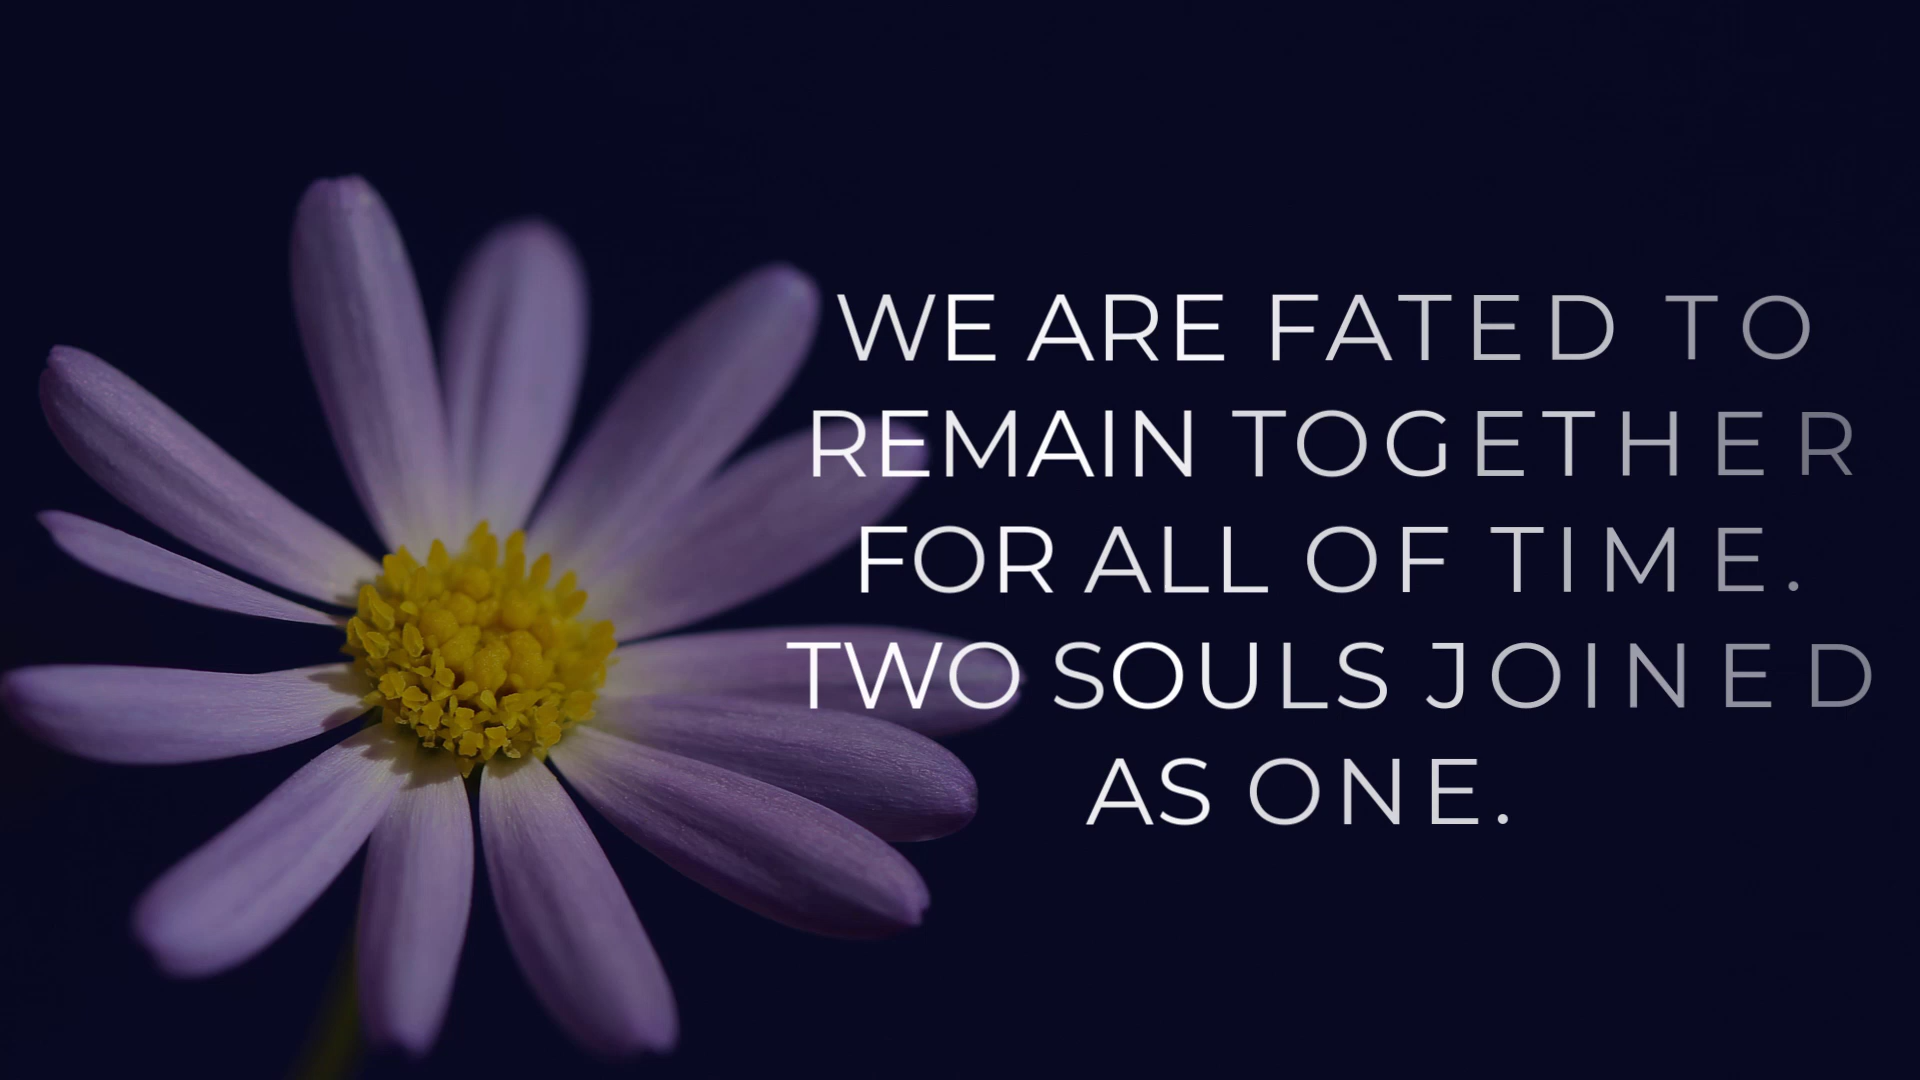 WE ARE FATED TO
REMAIN TOGETHER
FOR ALL OF TIME.
TWO SOULS JOINED
AS ONE.